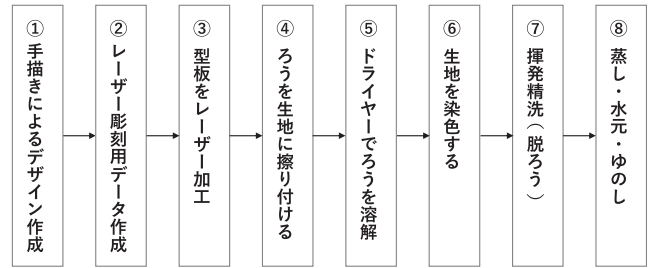 ①手描きによるデザイン作成
②レーザー彫刻用データ作成
③型板をレーザー加工
④ろうを生地に擦り付ける
⑤ドライヤーでろうを溶解
⑥生地を染色する
⑦揮発精洗（脱ろう）
⑧蒸し・水元・ゆのし